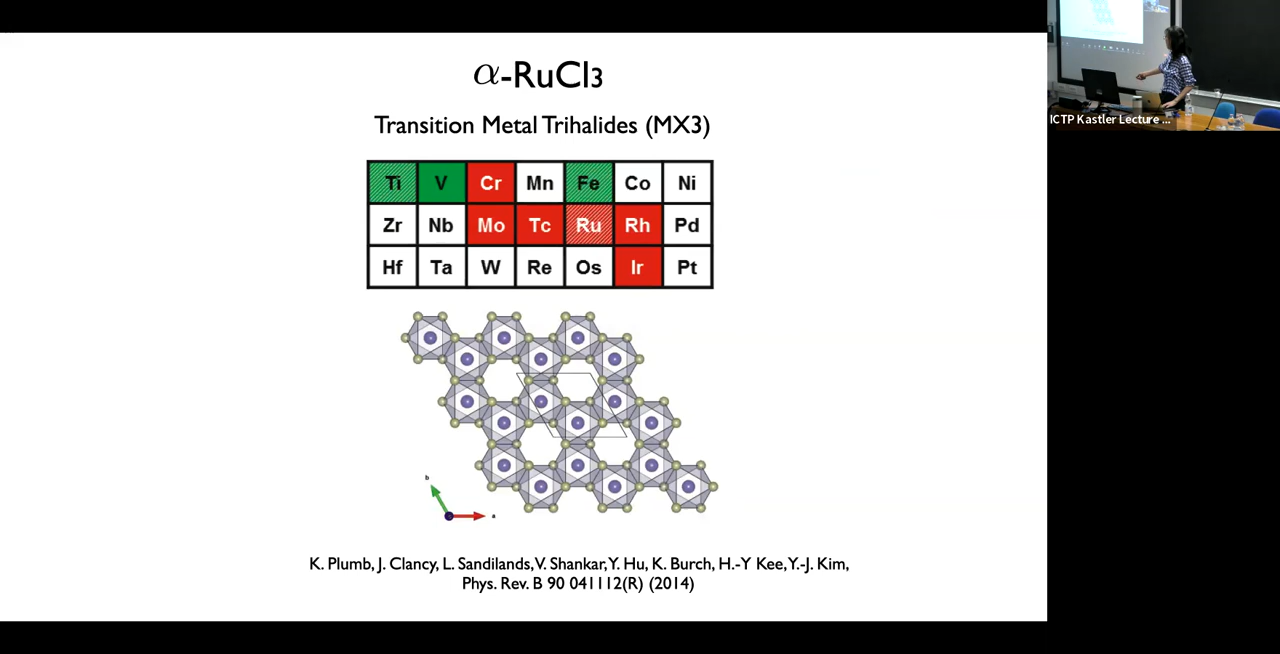 α-RuCl3
Transition Metal Trihalides (MX3)
Ti V Cr Mn Fe Co Ni
Zr Nb Mo Tc Ru Rh Pd
Hf Ta W Re Os Ir Pt
b
a
K. Plumb, J. Clancy, L. Sandilands, V. Shankar, Y. Hu, K. Burch, H.-Y Kee, Y.-J. Kim,
Phys. Rev. B 90 041112(R) (2014)
ICTP Kastler Lecture ...